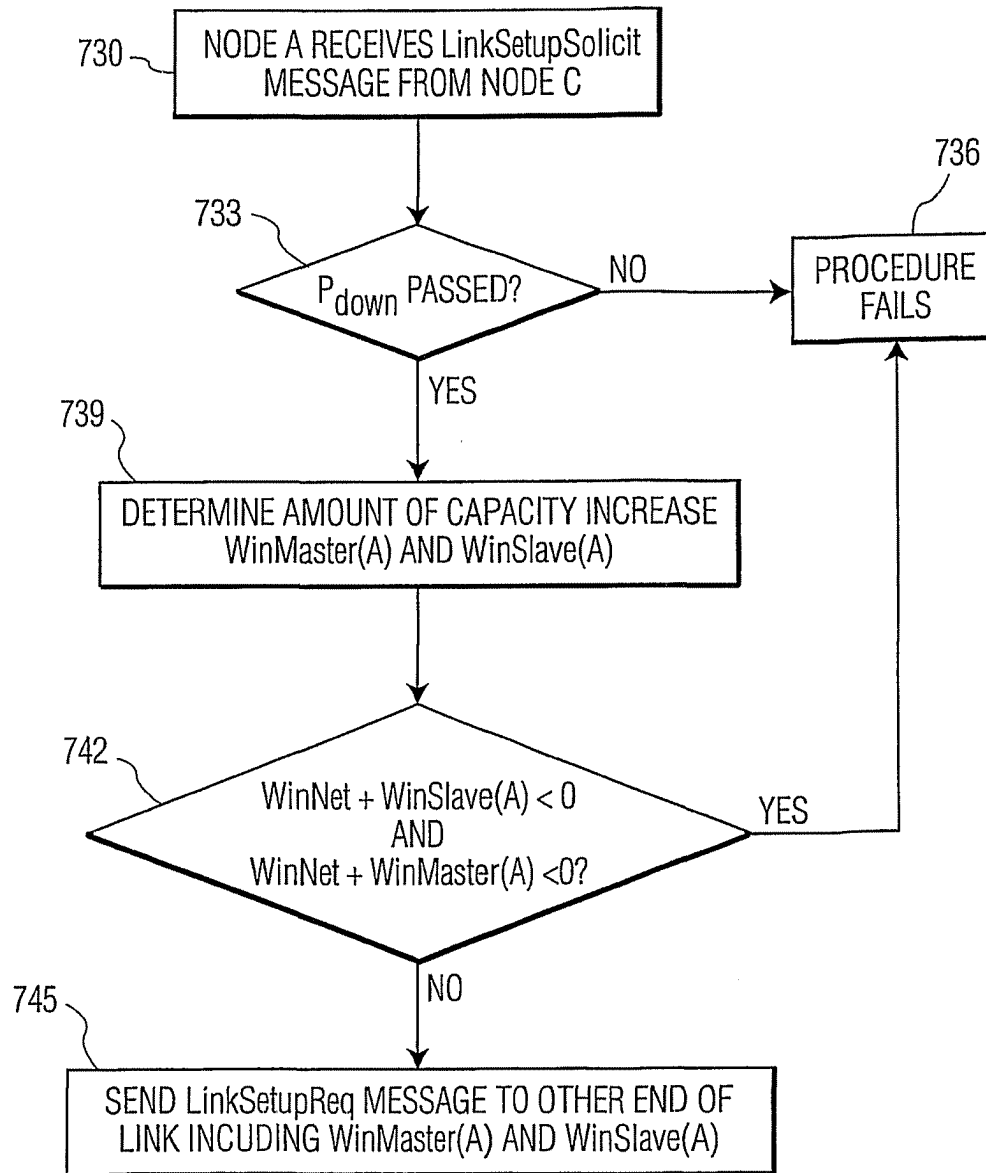 730
NODE A RECEIVES LinkSetupSolicit
MESSAGE FROM NODE C
733
P down PASSED?
NO
736
PROCEDURE
FAILS
YES
739
DETERMINE AMOUNT OF CAPACITY INCREASE
WinMaster(A) AND WinSlave(A)
742
WinNet + WinSlave(A) < 0
AND
WinNet + WinMaster(A) <0?
YES
NO
745
SEND LinkSetupReq MESSAGE TO OTHER END OF
LINK INCUDING WinMaster(A) AND WinSlave(A)